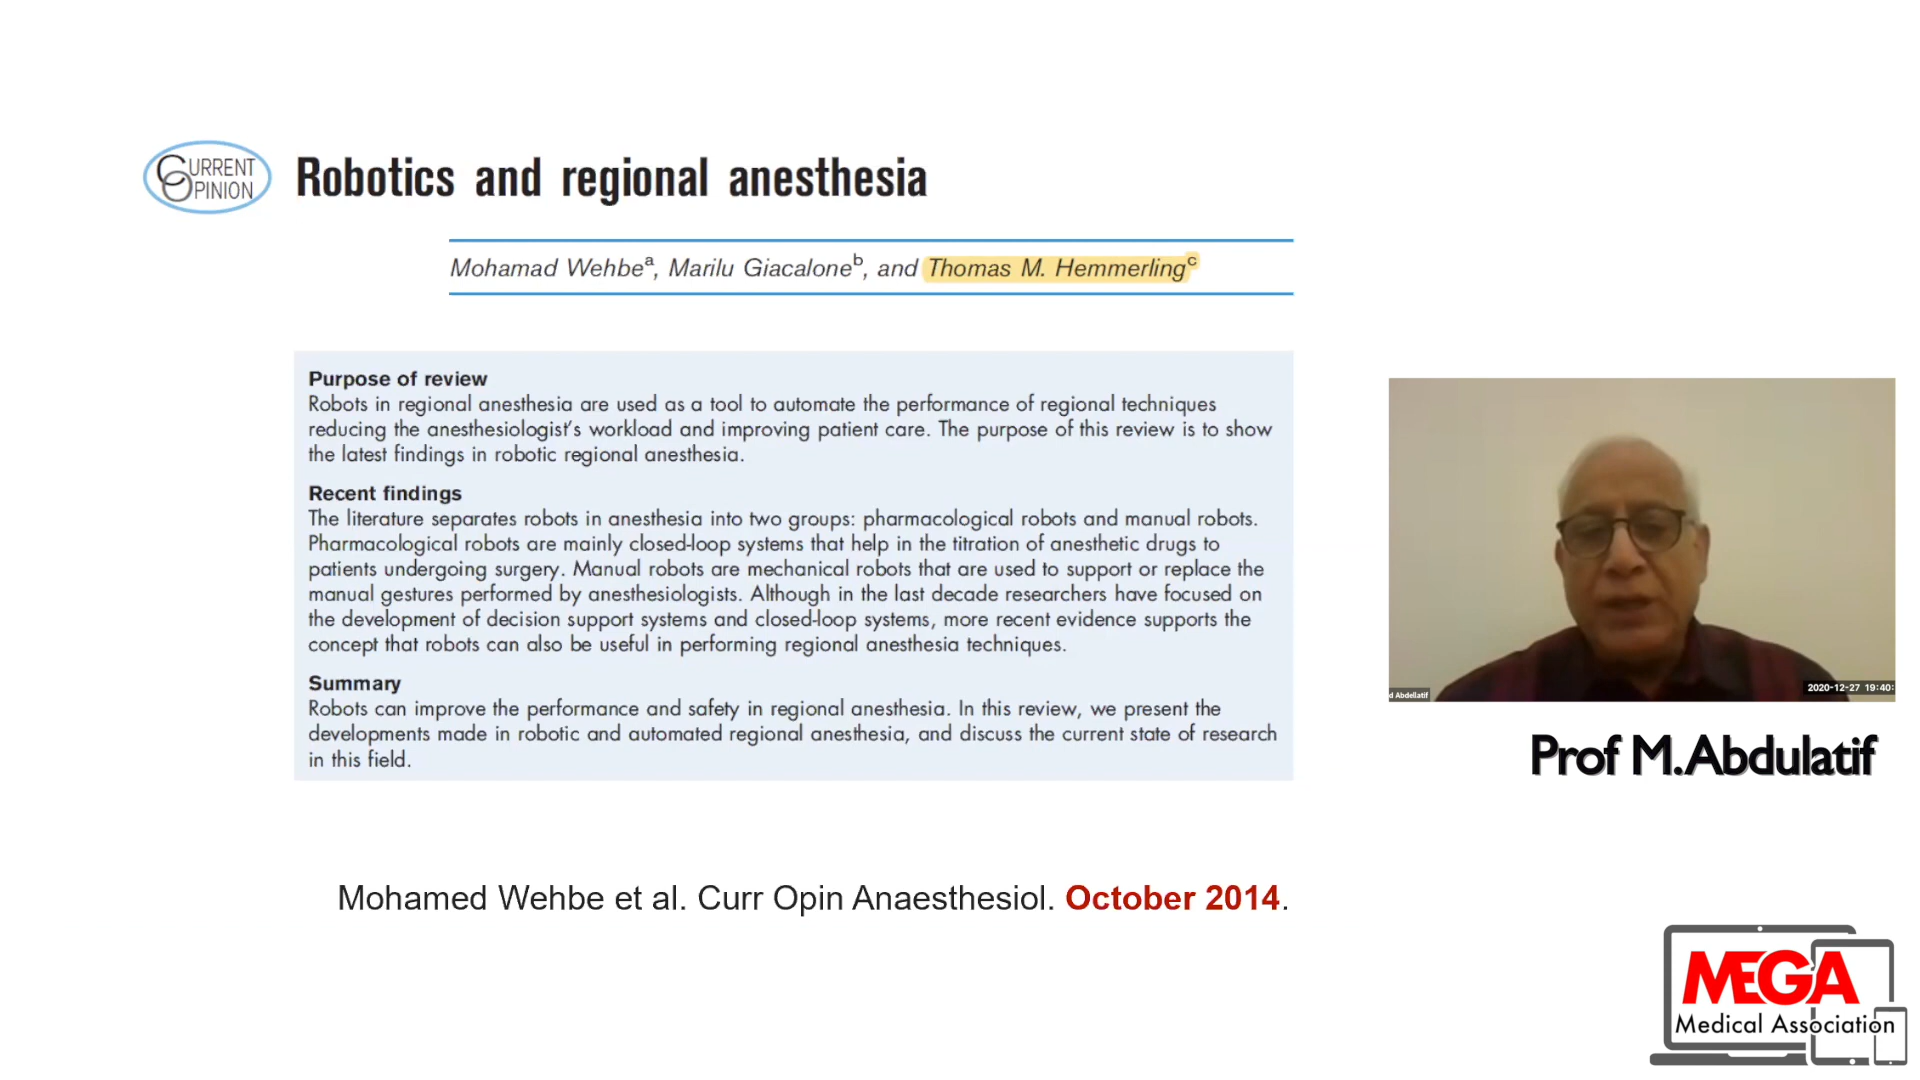 CURRENT
OPINION
Robotics and regional anesthesia
Mohamad Wehbeᵃ, Marilu Giacaloneᵇ, and Thomas M. Hemmerlingᶜ
Purpose of review
Robots in regional anesthesia are used as a tool to automate the performance of regional techniques
reducing the anesthesiologist's workload and improving patient care. The purpose of this review is to show
the latest findings in robotic regional anesthesia.
Recent findings
The literature separates robots in anesthesia into two groups: pharmacological robots and manual robots.
Pharmacological robots are mainly closed-loop systems that help in the titration of anesthetic drugs to
patients undergoing surgery. Manual robots are mechanical robots that are used to support or replace the
manual gestures performed by anesthesiologists. Although in the last decade researchers have focused on
the development of decision support systems and closed-loop systems, more recent evidence supports the
concept that robots can also be useful in performing regional anesthesia techniques.
Summary
Robots can improve the performance and safety in regional anesthesia. In this review, we present the
developments made in robotic and automated regional anesthesia, and discuss the current state of research
in this field.
Mohamed Wehbe et al. Curr Opin Anaesthesiol. October 2014.
d Abdellatif
2020-12-27 19:40:
Prof M.Abdulatif
MEGA
Medical Association